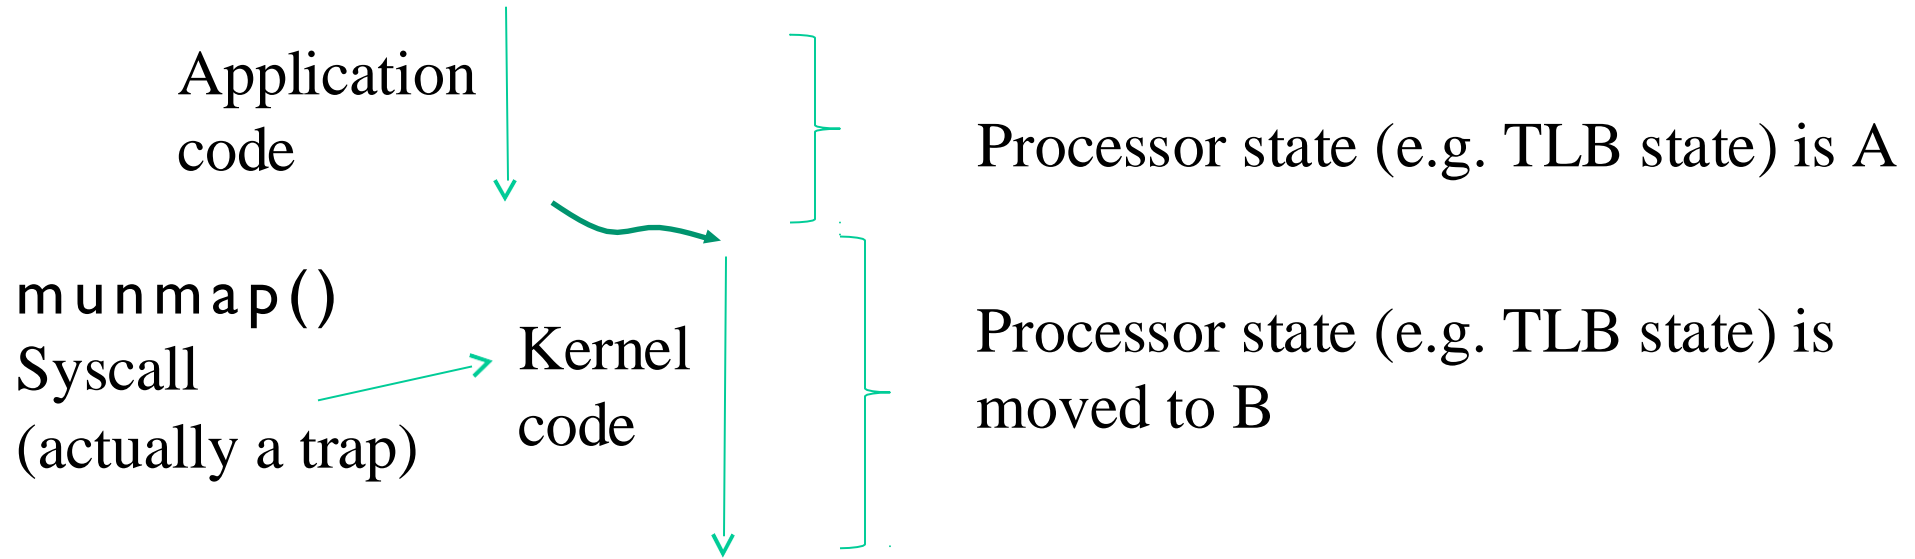 Application
code
Processor state (e.g. TLB state) is A
munmap()
Syscall
(actually a trap)
Kernel
code
Processor state (e.g. TLB state) is
moved to B